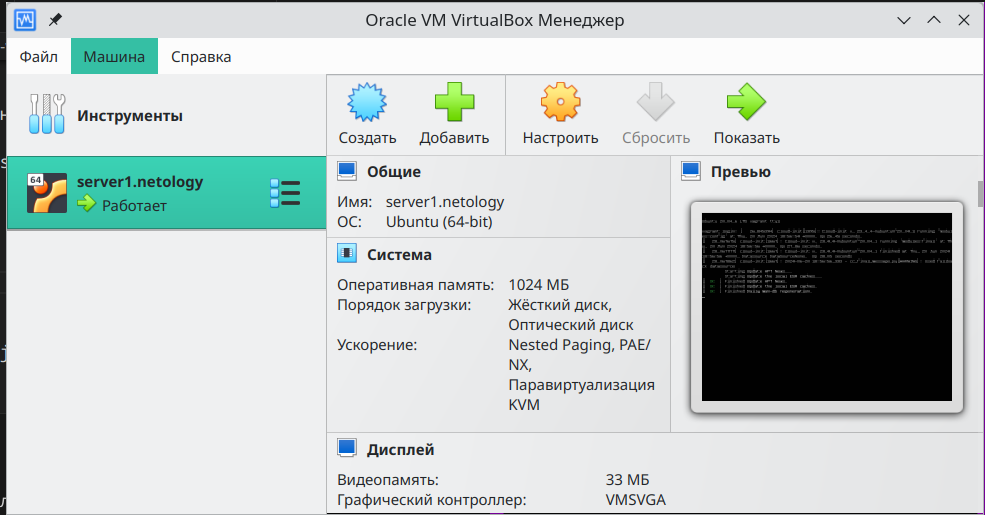 Oracle VM VirtualBox Менеджер
Файл Машина Справка
Инструменты
64
server1.netology
Работает
Создать Добавить Настроить Сбросить Показать
Общие
Имя: server1.netology
ОС: Ubuntu (64-bit)
Система
Оперативная память: 1024 МБ
Порядок загрузки: Жёсткий диск,
Оптический диск
Ускорение: Nested Paging, PAE/
NX,
Паравиртуализация
KVM
Превью
Дисплей
Видеопамять: 33 МБ
Графический контроллер: VMSVGA